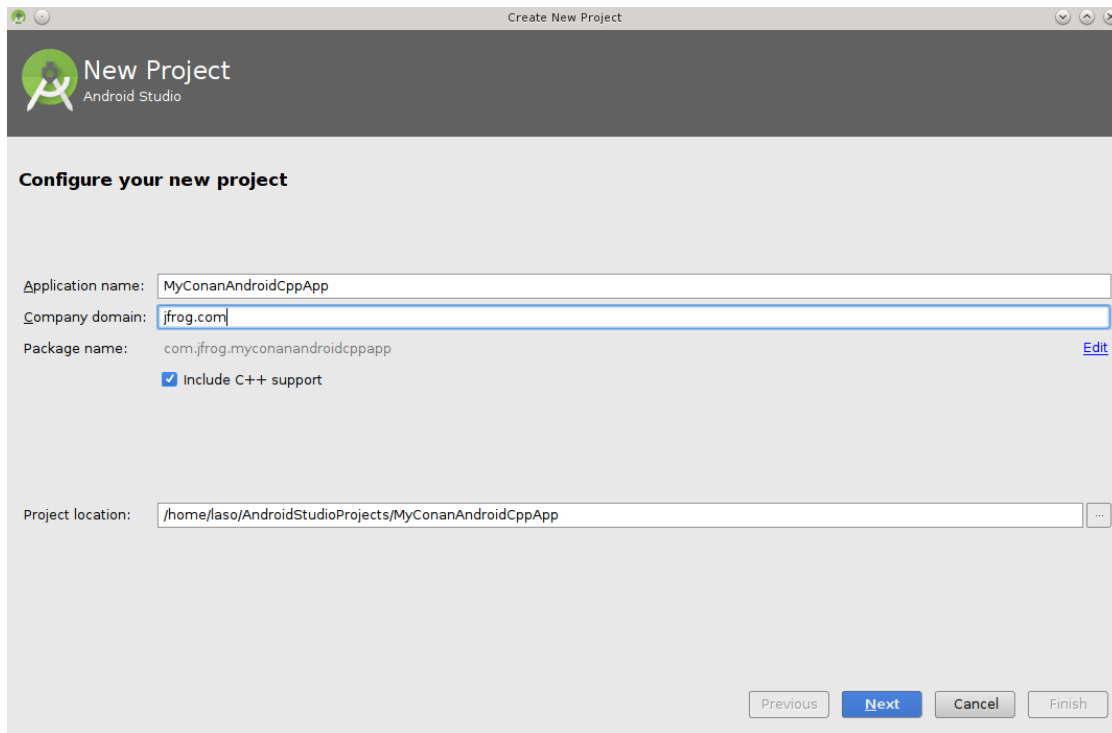 Create New Project
New Project
Android Studio
Configure your new project
Application name: MyConanAndroidCppApp
Company domain: jfrog.com
Package name: com.jfrog.myconanandroidcppapp Edit
Include C++ support
Project location: /home/laso/AndroidStudioProjects/MyConanAndroidCppApp ...
Previous Next Cancel Finish